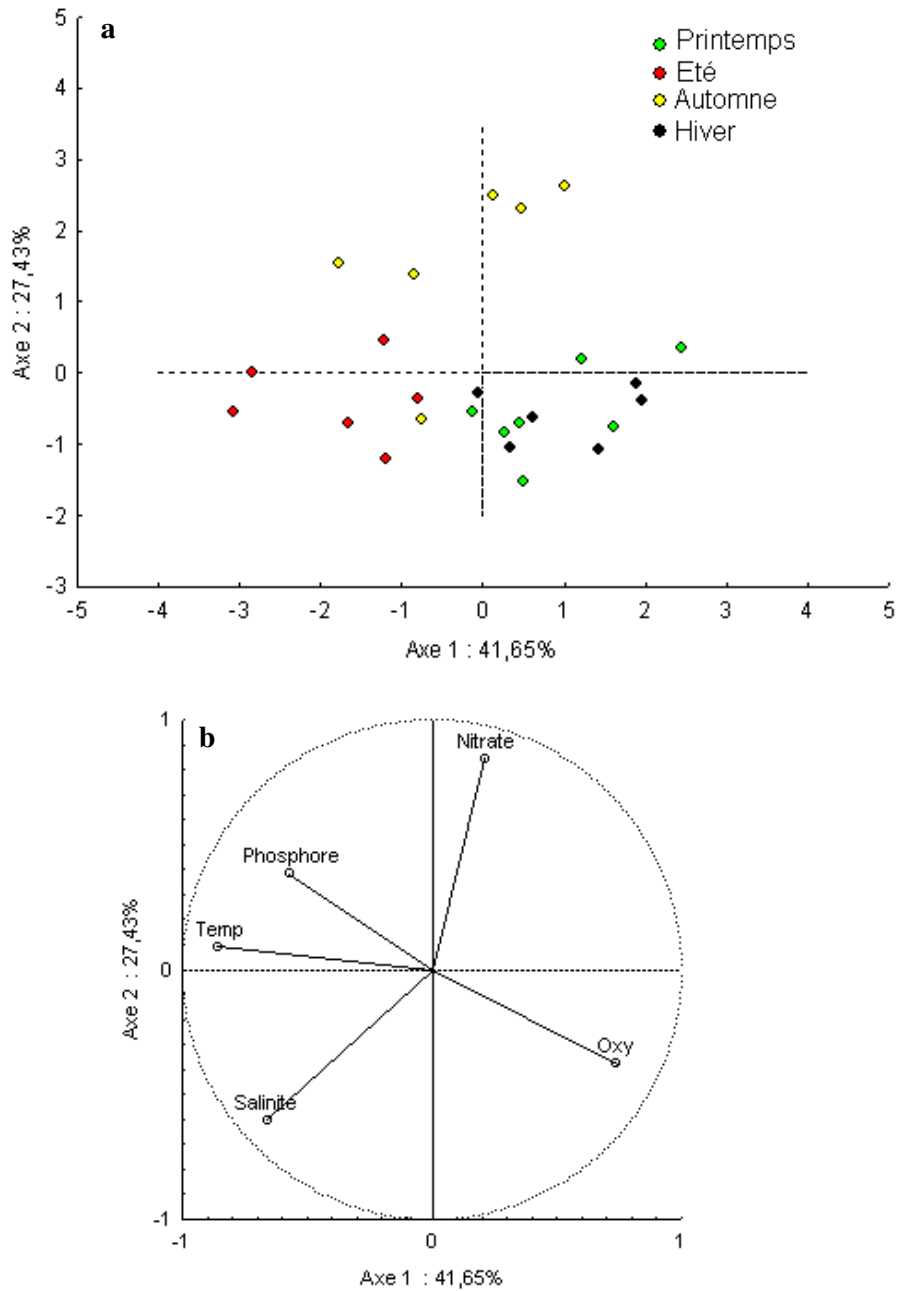 a
Printemps
Eté
Automne
Hiver
5
4
3
2
1
0
-1
-2
-3
Axe 2 : 27,43%
-5 -4 -3 -2 -1 0 1 2 3 4 5
Axe 1 : 41,65%
b
1
0
-1
Axe 2 : 27,43%
Nitrate
Phosphore
Temp
Oxy
Salinité
-1 0 1
Axe 1 : 41,65%